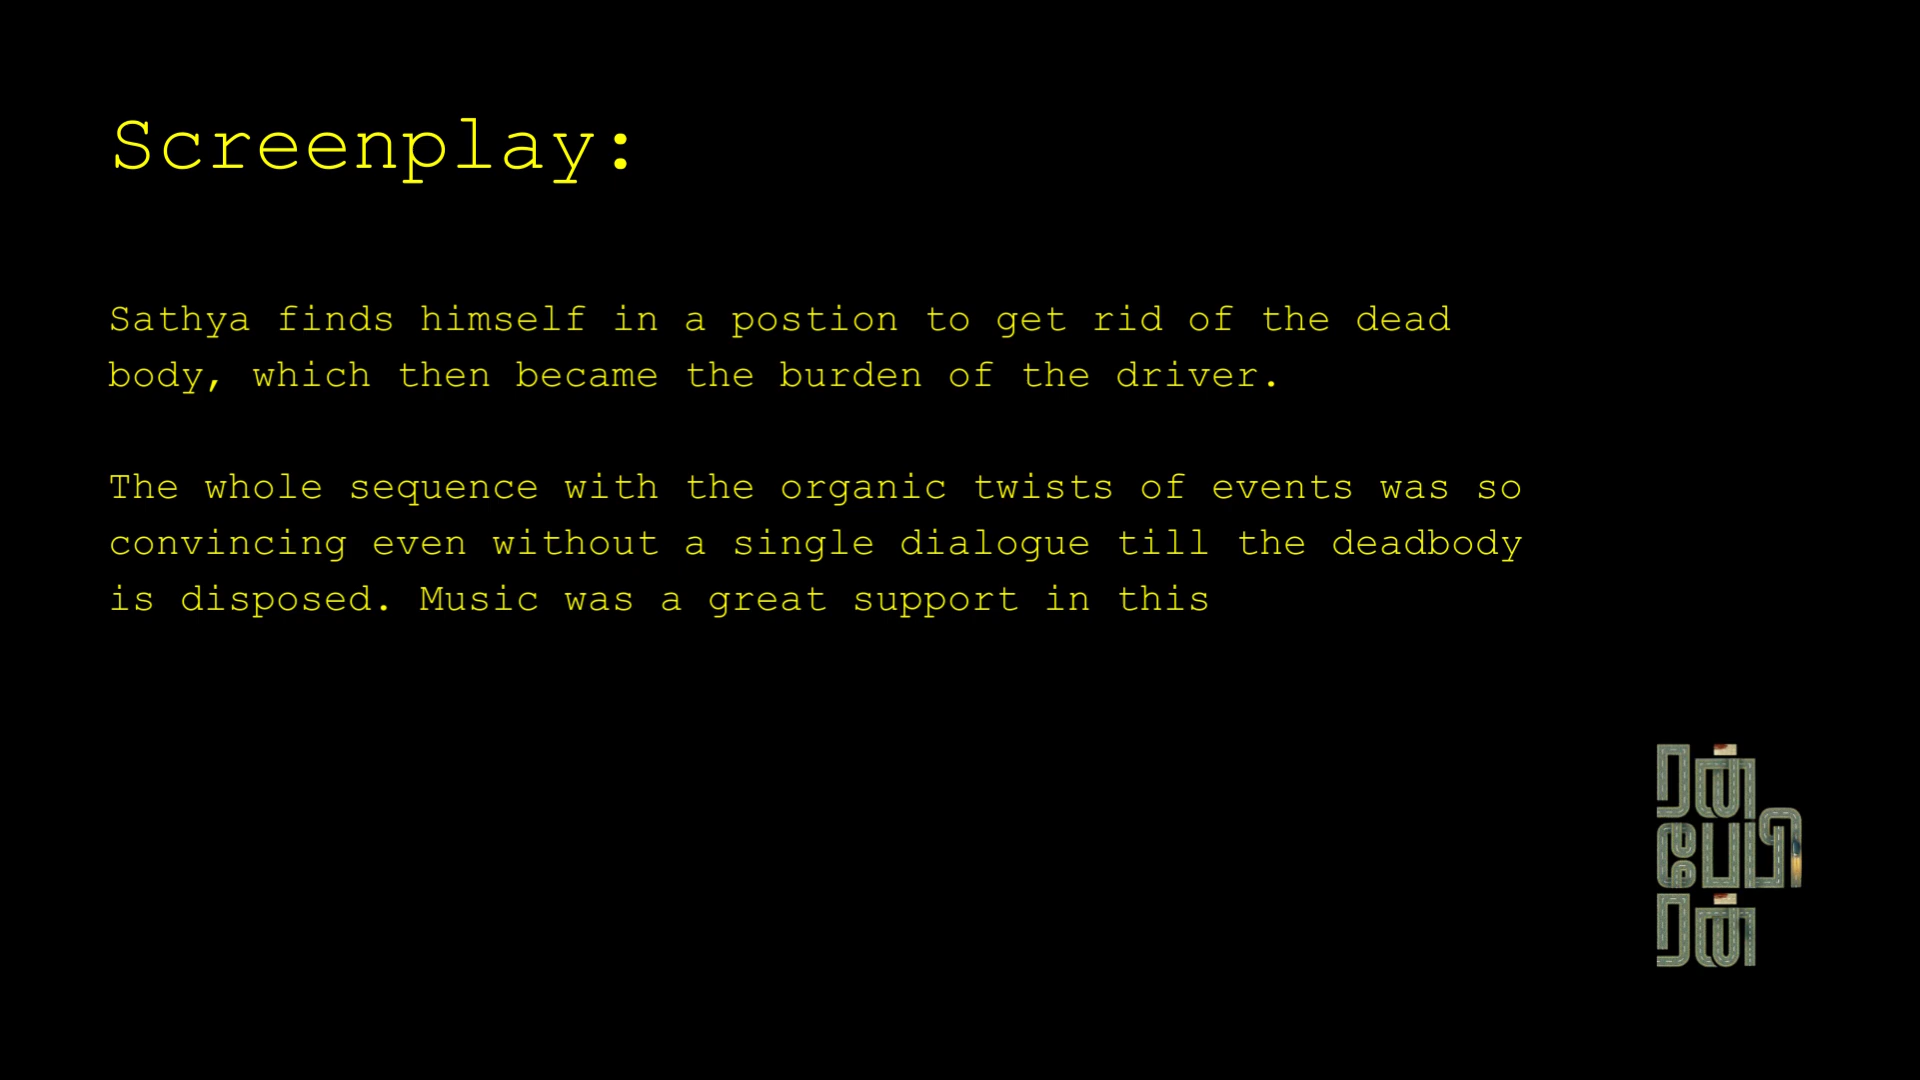 Screenplay:
Sathya finds himself in a postion to get rid of the dead
body, which then became the burden of the driver.
The whole sequence with the organic twists of events was so
convincing even without a single dialogue till the deadbody
is disposed. Music was a great support in this
ரன்
பேபி
ரன்